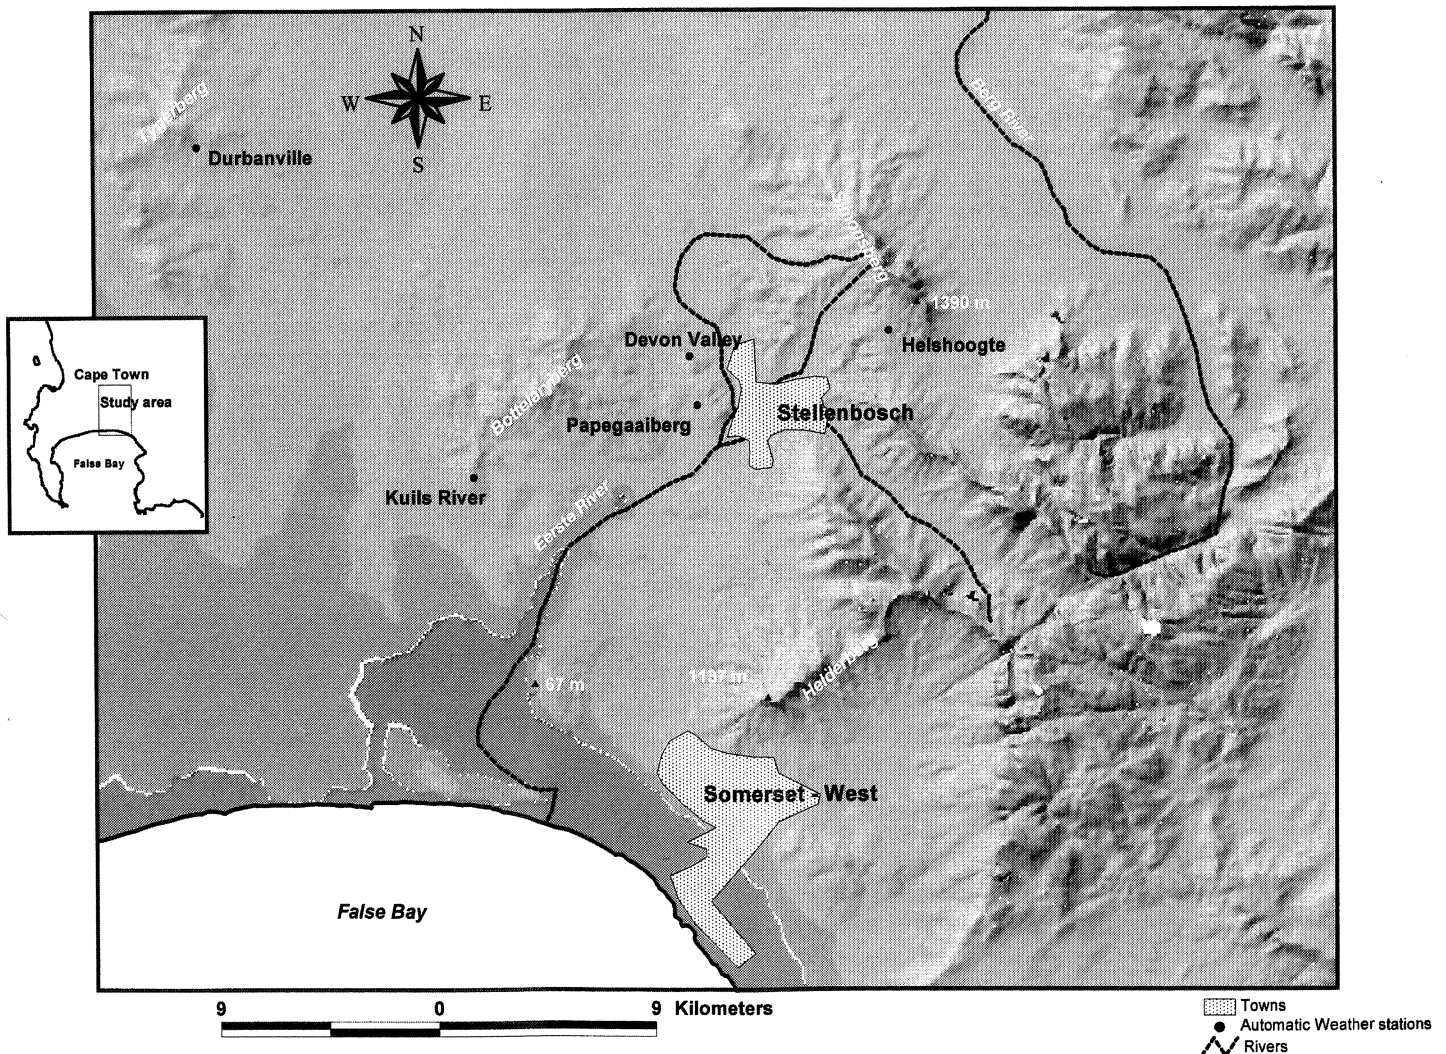 N
W E
S
Tygerberg
Durbanville
Berg River
Simonsberg
1390 m
Devon Valley
Helshoogte
Cape Town
Study area
False Bay
Bottelaryberg
Stellenbosch
Papegaaiberg
Kuils River
Eerste River
67 m
1137 m
Helderberg
Somerset - West
False Bay
9 0 9 Kilometers
Towns
Automatic Weather stations
Rivers